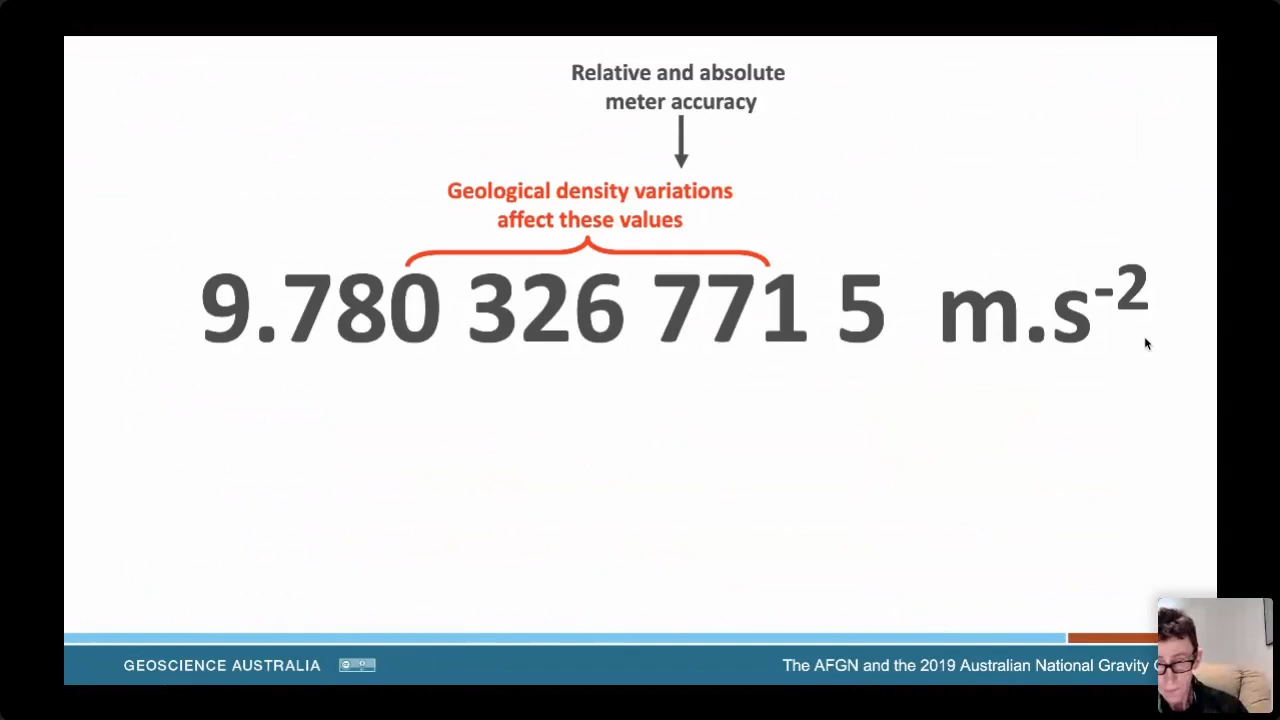 Relative and absolute
meter accuracy
Geological density variations
affect these values
9.780 326 771 5 m.s-2
GEOSCIENCE AUSTRALIA
The AFGN and the 2019 Australian National Gravity